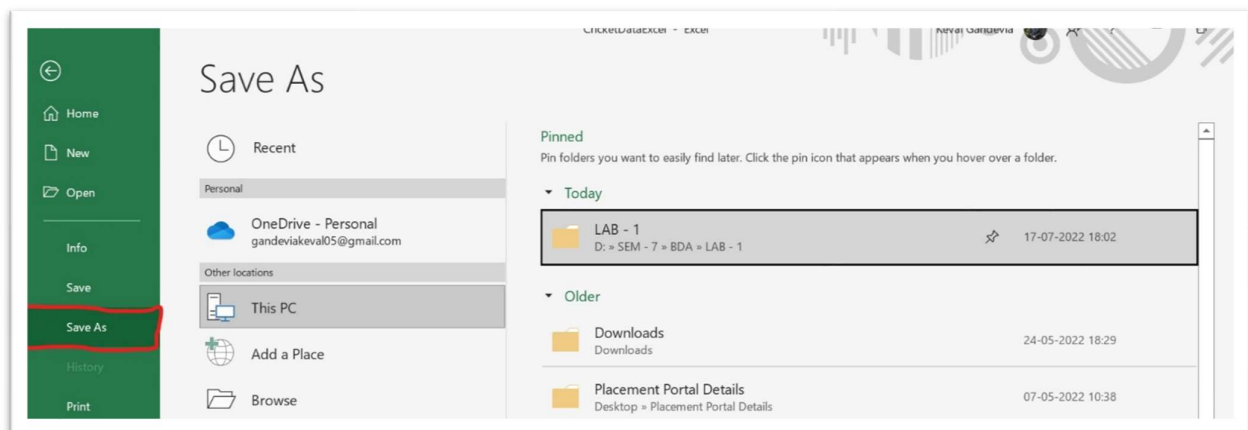 CricketDataExcel - Excel
Keval Gandevia
Save As
Home
New
Open
Info
Save
Save As
History
Print
Recent
Personal
OneDrive - Personal
gandeviakeval05@gmail.com
Other locations
This PC
Add a Place
Browse
Pinned
Pin folders you want to easily find later. Click the pin icon that appears when you hover over a folder.
Today
LAB - 1
D: » SEM - 7 » BDA » LAB - 1
17-07-2022 18:02
Older
Downloads
Downloads
24-05-2022 18:29
Placement Portal Details
Desktop » Placement Portal Details
07-05-2022 10:38